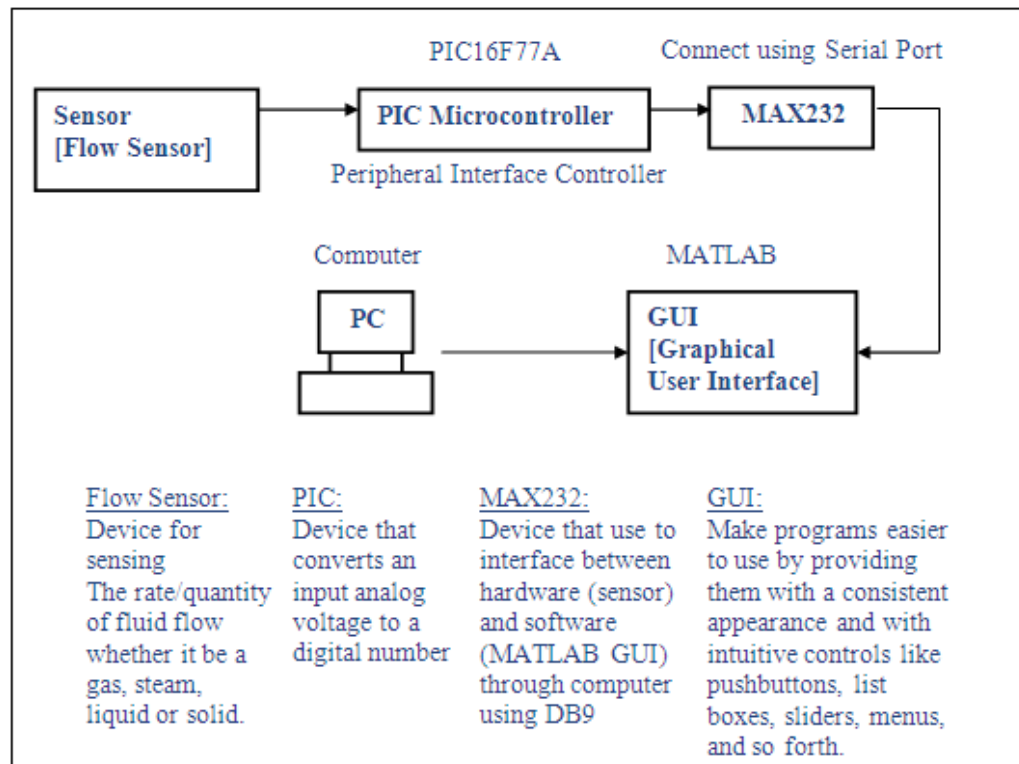 PIC16F77A
Connect using Serial Port
Sensor
[Flow Sensor]
PIC Microcontroller
MAX232
Peripheral Interface Controller
Computer
MATLAB
PC
GUI
[Graphical
User Interface]
Flow Sensor:
Device for
sensing
The rate/quantity
of fluid flow
whether it be a
gas, steam,
liquid or solid.
PIC:
Device that
converts an
input analog
voltage to a
digital number
MAX232:
Device that use to
interface between
hardware (sensor)
and software
(MATLAB GUI)
through computer
using DB9
GUI:
Make programs easier
to use by providing
them with a consistent
appearance and with
intuitive controls like
pushbuttons, list
boxes, sliders, menus,
and so forth.